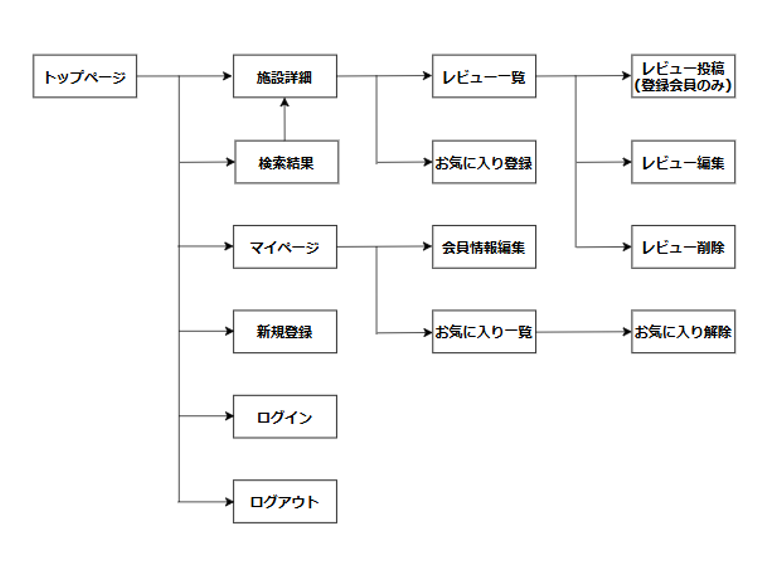 トップページ
施設詳細
レビュー一覧
レビュー投稿
(登録会員のみ)
検索結果
お気に入り登録
レビュー編集
マイページ
会員情報編集
レビュー削除
新規登録
お気に入り一覧
お気に入り解除
ログイン
ログアウト